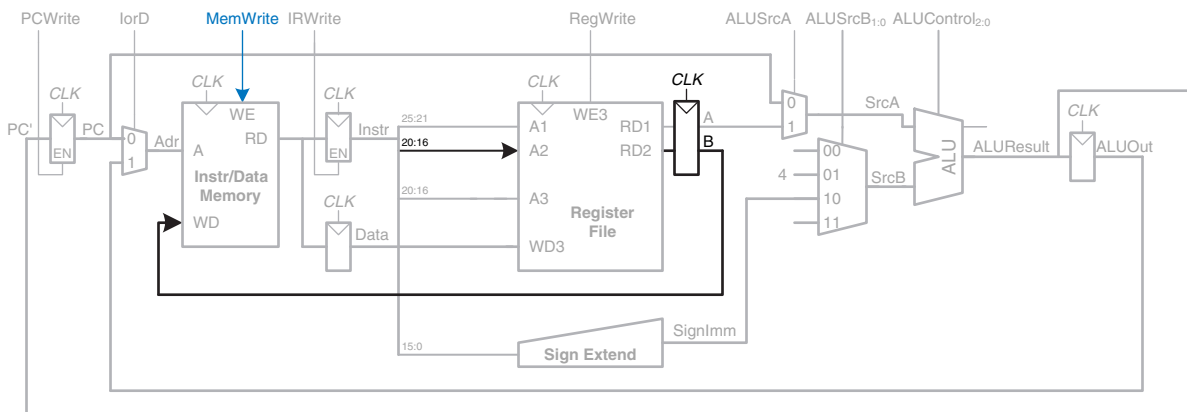 PCWrite IorD MemWrite IRWrite RegWrite ALUSrcA ALUSrcB1:0 ALUControl2:0
CLK CLK CLK CLK CLK CLK
PC' PC EN 0 1 Adr
WE RD A Instr/Data Memory WD
EN Instr
CLK Data
25:21
20:16
20:16
15:0
WE3 A1 RD1 A2 RD2 A3 Register File WD3
A
B
0 1 SrcA
00
4 01 SrcB
10
11
ALU ALUResult ALUOut
SignImm
Sign Extend